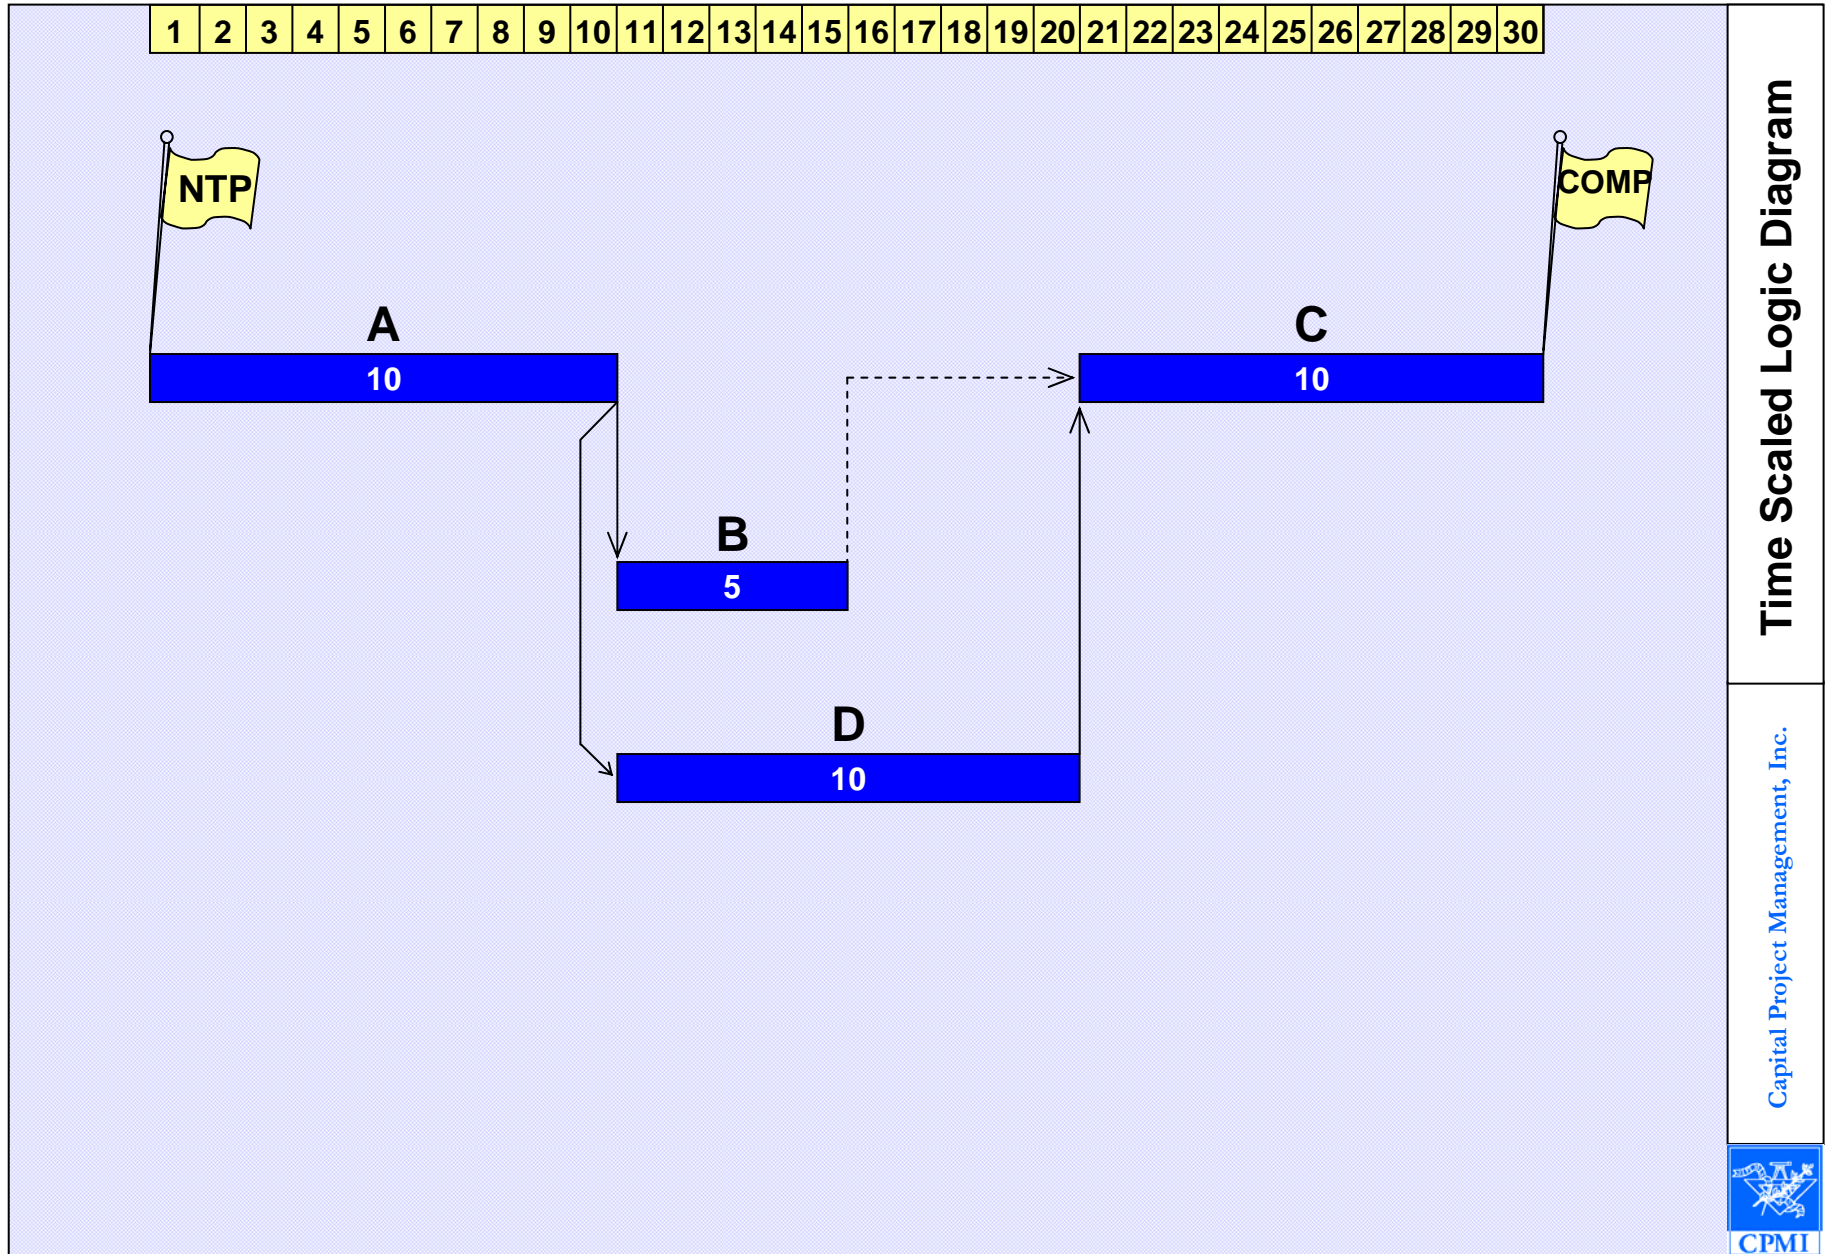 1 2 3 4 5 6 7 8 9 10 11 12 13 14 15 16 17 18 19 20 21 22 23 24 25 26 27 28 29 30
NTP
COMP
A
10
C
10
B
5
D
10
Time Scaled Logic Diagram
Capital Project Management, Inc.
CPMI